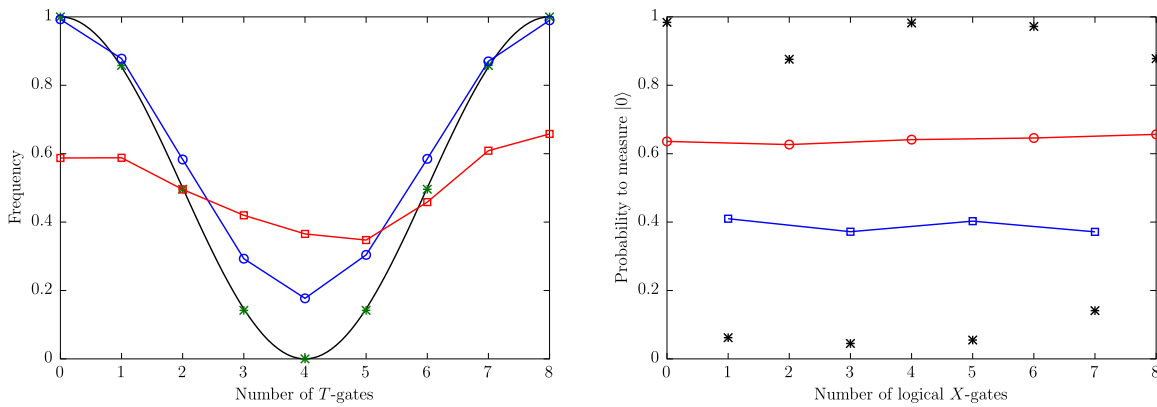 1
0.8
0.6
0.4
0.2
0
Frequency
0 1 2 3 4 5 6 7 8
Number of T-gates
1
0.8
0.6
0.4
0.2
0
Probability to measure |0⟩
0 1 2 3 4 5 6 7 8
Number of logical X-gates